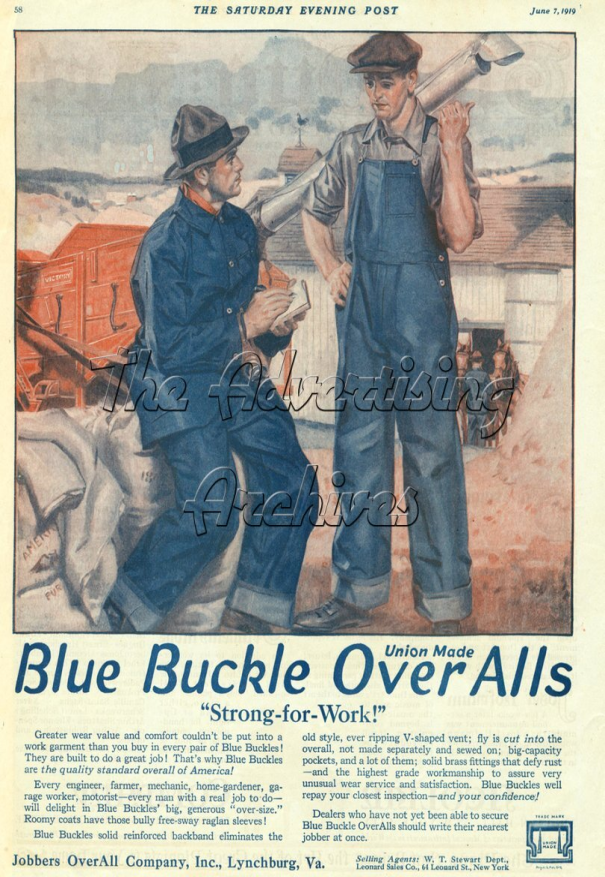 58
THE SATURDAY EVENING POST
June 7, 1919
The Advertising
Archives
Blue Buckle Union Made OverAlls
"Strong-for-Work!"
Greater wear value and comfort couldn't be put into a
work garment than you buy in every pair of Blue Buckles!
They are built to do a great job! That's why Blue Buckles
are the quality standard overall of America!
Every engineer, farmer, mechanic, home-gardener, ga-
rage worker, motorist—every man with a real job to do—
will delight in Blue Buckles' big, generous "over-size."
Roomy coats have those bully free-sway raglan sleeves!
Blue Buckles solid reinforced backband eliminates the
old style, ever ripping V-shaped vent; fly is cut into the
overall, not made separately and sewed on; big-capacity
pockets, and a lot of them; solid brass fittings that defy rust
—and the highest grade workmanship to assure very
unusual wear service and satisfaction. Blue Buckles well
repay your closest inspection—and your confidence!
Dealers who have not yet been able to secure
Blue Buckle OverAlls should write their nearest
jobber at once.
Jobbers OverAll Company, Inc., Lynchburg, Va.
Selling Agents: W. T. Stewart Dept.,
Leonard Sales Co., 64 Leonard St., New York
TRADE MARK
UNION
MADE